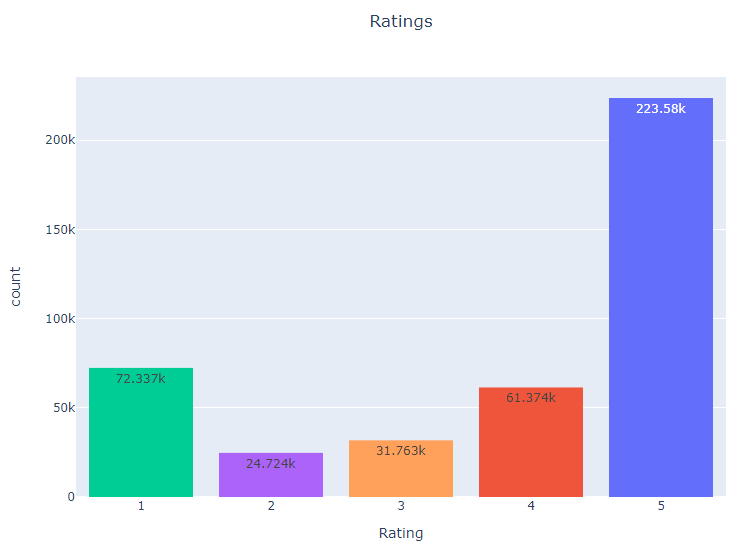 Ratings
count
200k
150k
100k
50k
0
72.337k
24.724k
31.763k
61.374k
223.58k
1
2
3
4
5
Rating